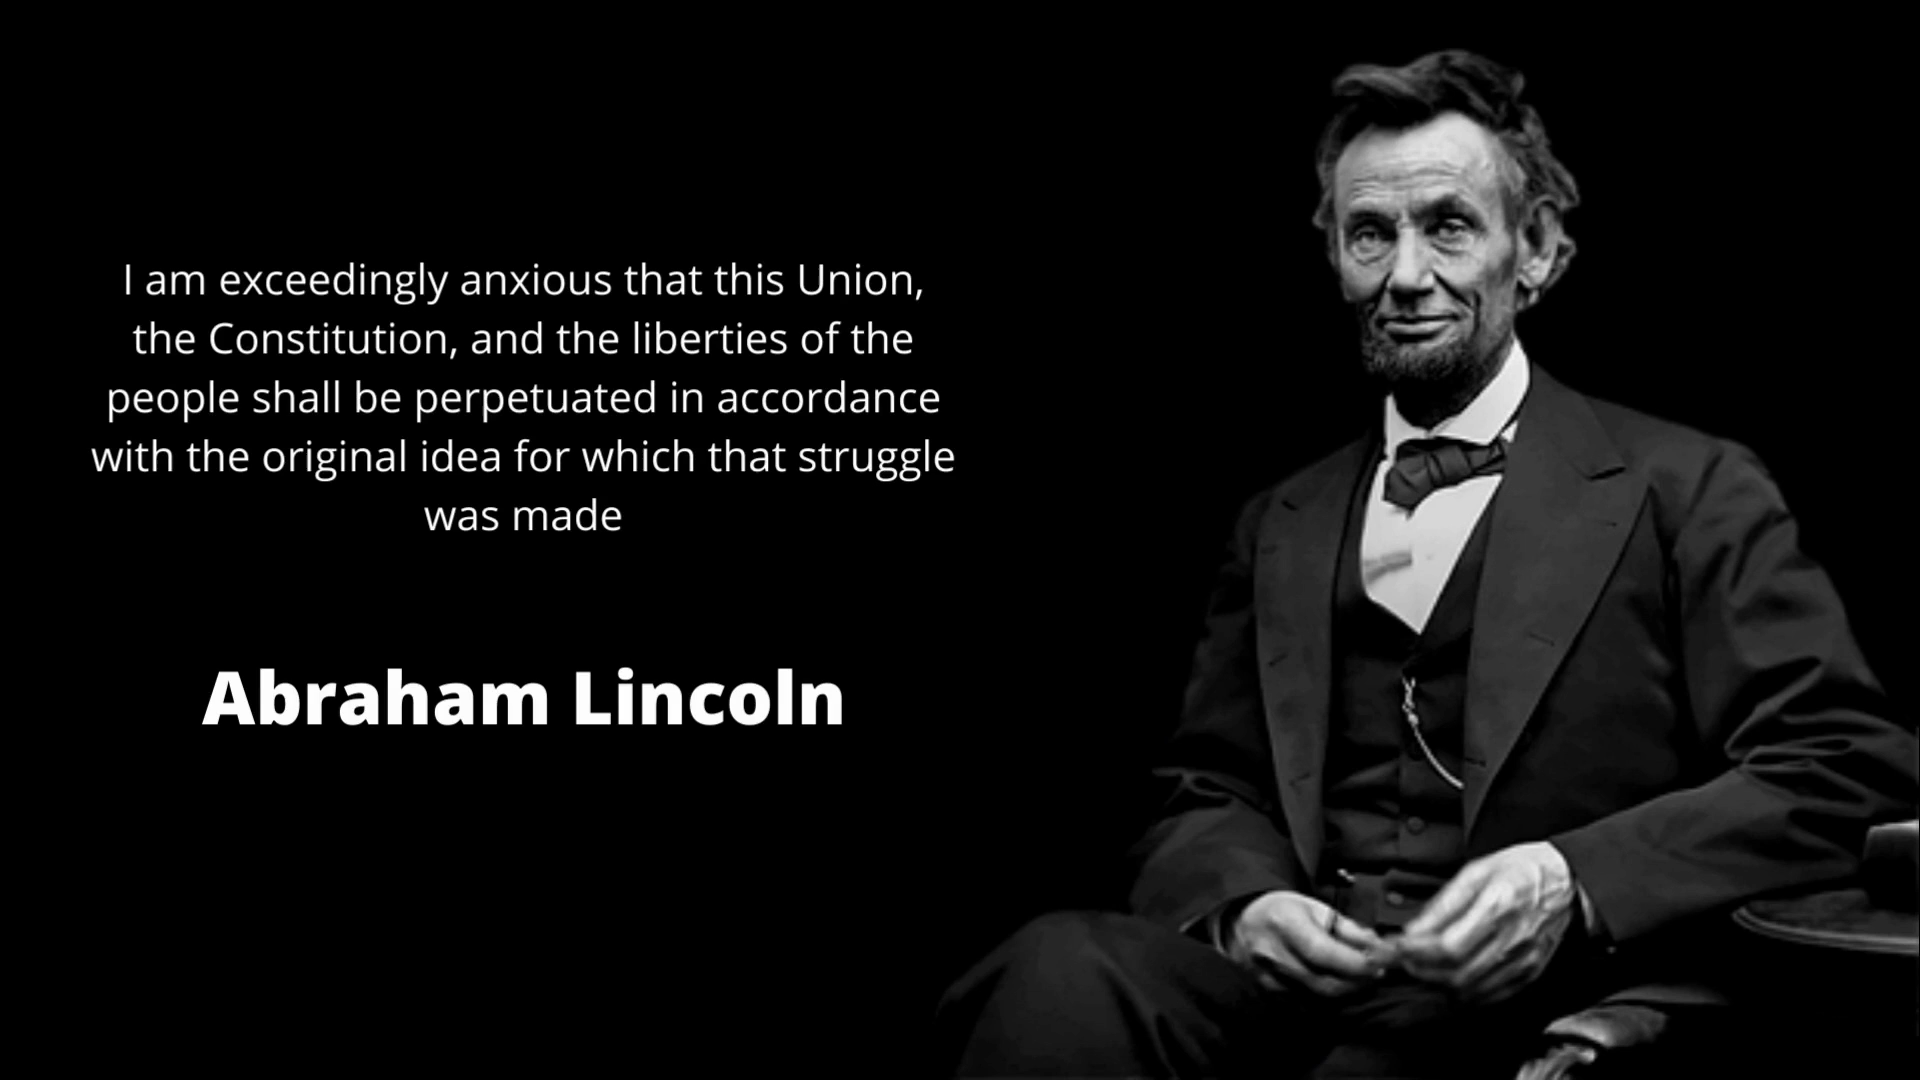 I am exceedingly anxious that this Union,
the Constitution, and the liberties of the
people shall be perpetuated in accordance
with the original idea for which that struggle
was made
Abraham Lincoln